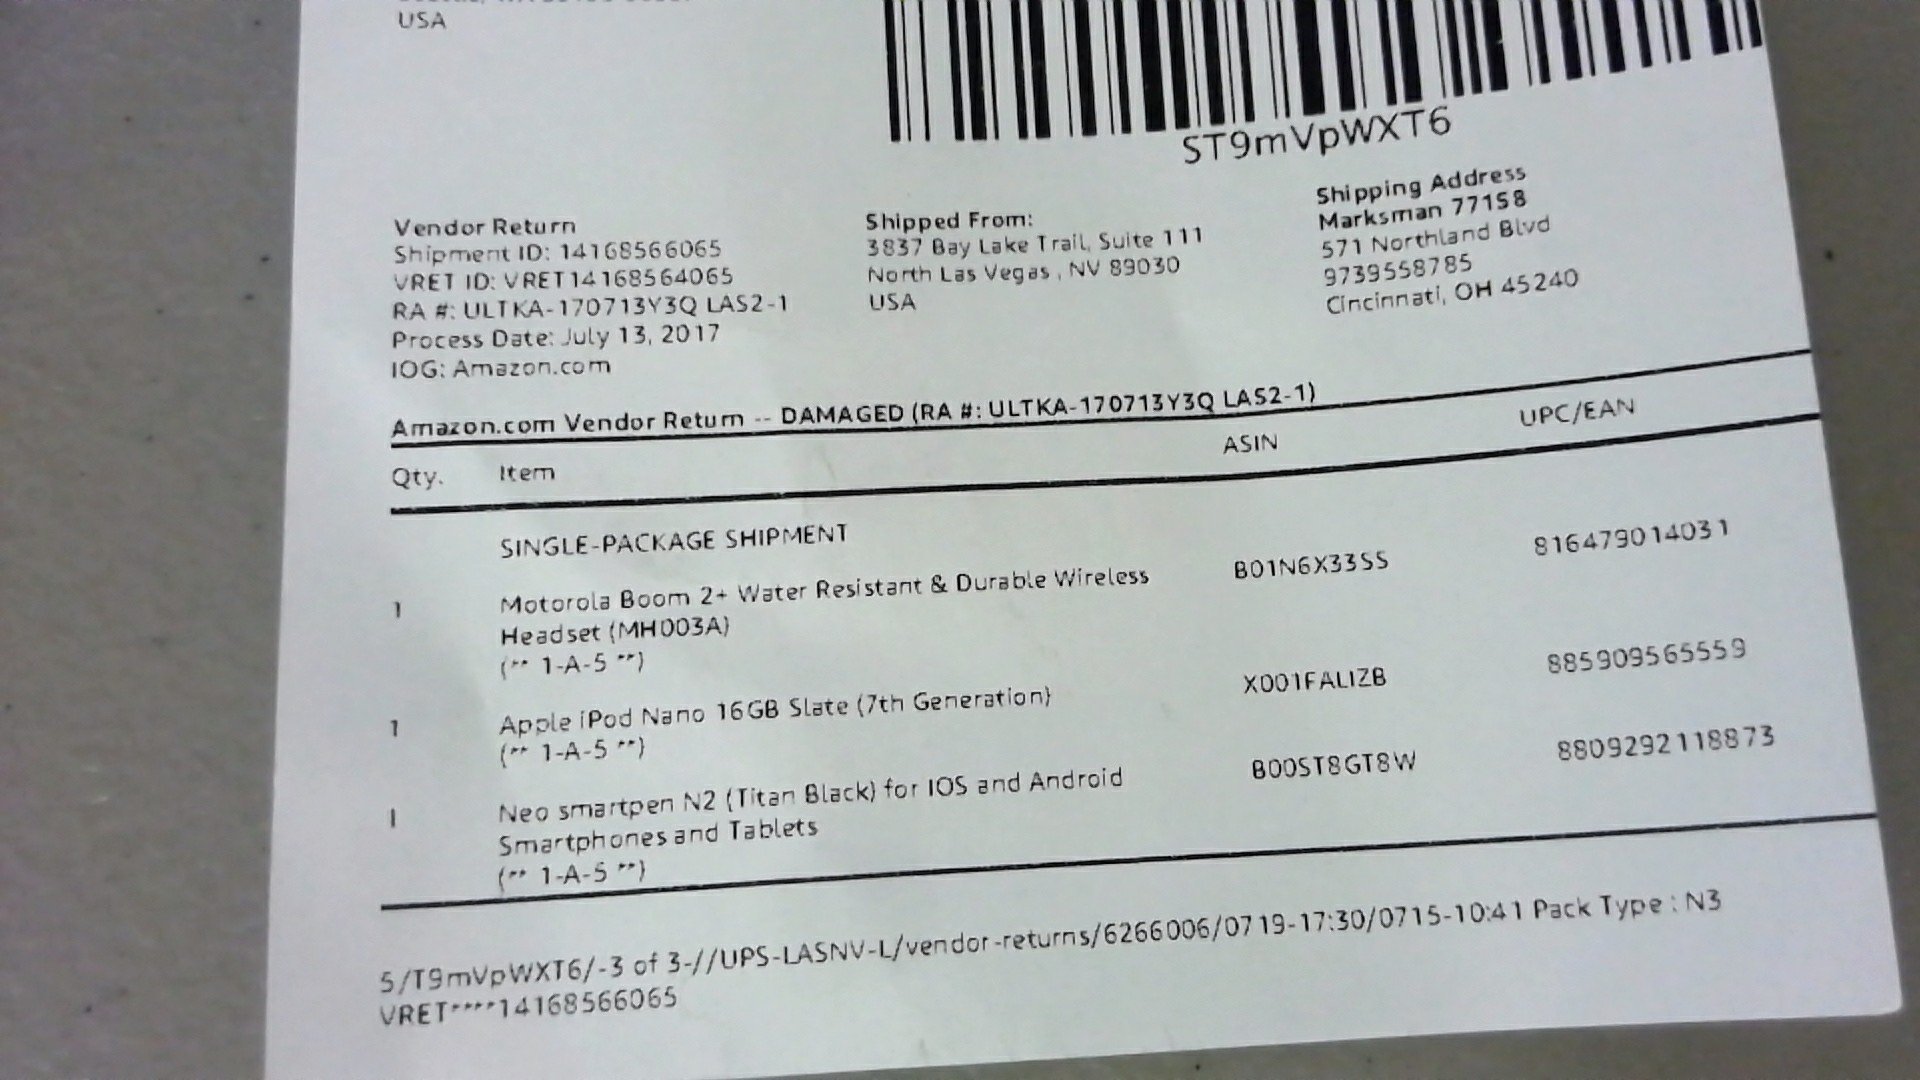 USA
ST9mVpWXT6
Vendor Return
Shipment ID: 14168566065
VRET ID: VRET14168564065
RA #: ULTKA-170713Y3Q LAS2-1
Process Date: July 13, 2017
IOG: Amazon.com
Shipped From:
3837 Bay Lake Trail, Suite 111
North Las Vegas , NV 89030
USA
Shipping Address
Marksman 77158
571 Northland Blvd
9739558785
Cincinnati, OH 45240
Amazon.com Vendor Return -- DAMAGED (RA #: ULTKA-170713Y3Q LAS2-1)
Qty. Item ASIN UPC/EAN
SINGLE-PACKAGE SHIPMENT
1 Motorola Boom 2+ Water Resistant & Durable Wireless B01N6X33SS 816479014031
Headset (MH003A)
(** 1-A-5 **)
1 Apple iPod Nano 16GB Slate (7th Generation) X001FALIZB 885909565559
(** 1-A-5 **)
1 Neo smartpen N2 (Titan Black) for IOS and Android B00ST8GT8W 8809292118873
Smartphones and Tablets
(** 1-A-5 **)
5/T9mVpWXT6/-3 of 3-//UPS-LASNV-L/vendor-returns/6266006/0719-17:30/0715-10:41 Pack Type : N3
VRET****14168566065